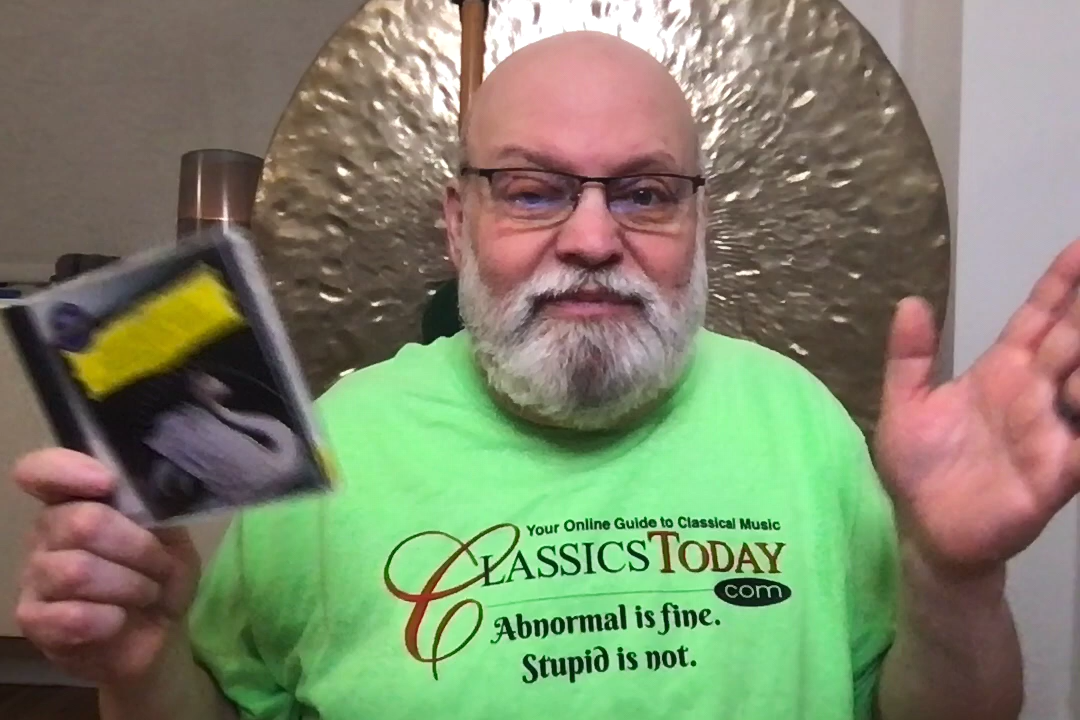 Your Online Guide to Classical Music
CLASSICSTODAY
com
Abnormal is fine.
Stupid is not.